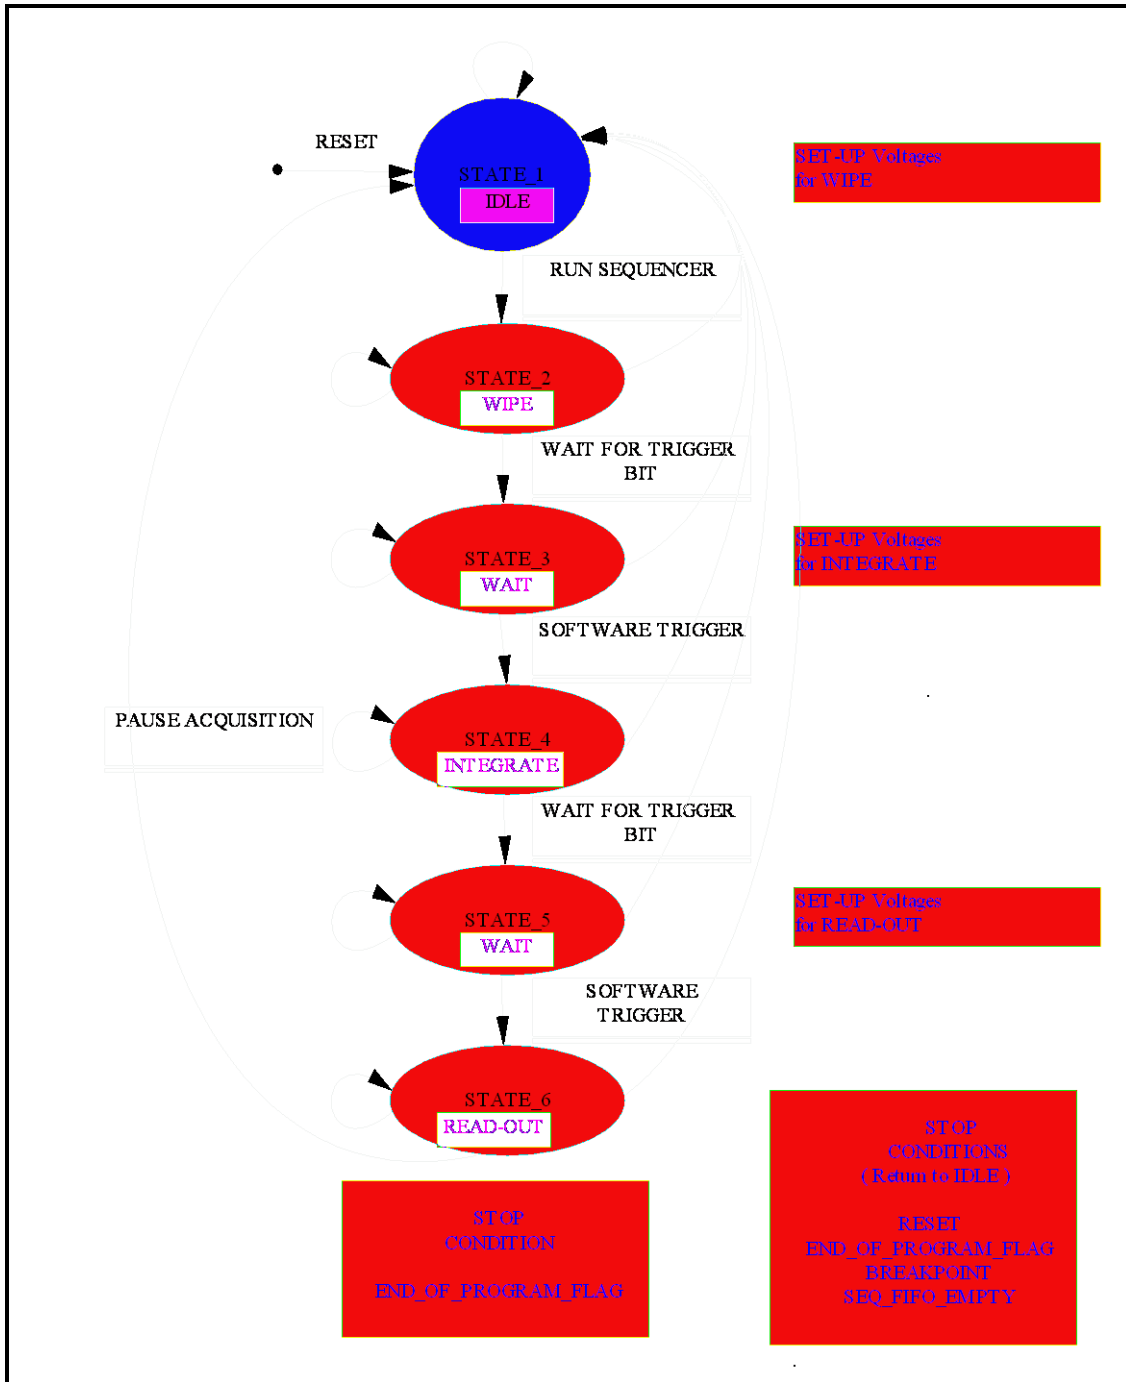 RESET
STATE_1
IDLE
SET-UP Voltages
for WIPE
RUN SEQUENCER
STATE_2
WIPE
WAIT FOR TRIGGER
BIT
STATE_3
WAIT
SET-UP Voltages
for INTEGRATE
SOFTWARE TRIGGER
PAUSE ACQUISITION
STATE_4
INTEGRATE
WAIT FOR TRIGGER
BIT
STATE_5
WAIT
SET-UP Voltages
for READ-OUT
SOFTWARE
TRIGGER
STATE_6
READ-OUT
STOP
CONDITION
END_OF_PROGRAM_FLAG
STOP
CONDITIONS
( Return to IDLE )
RESET
END_OF_PROGRAM_FLAG
BREAKPOINT
SEQ_FIFO_EMPTY